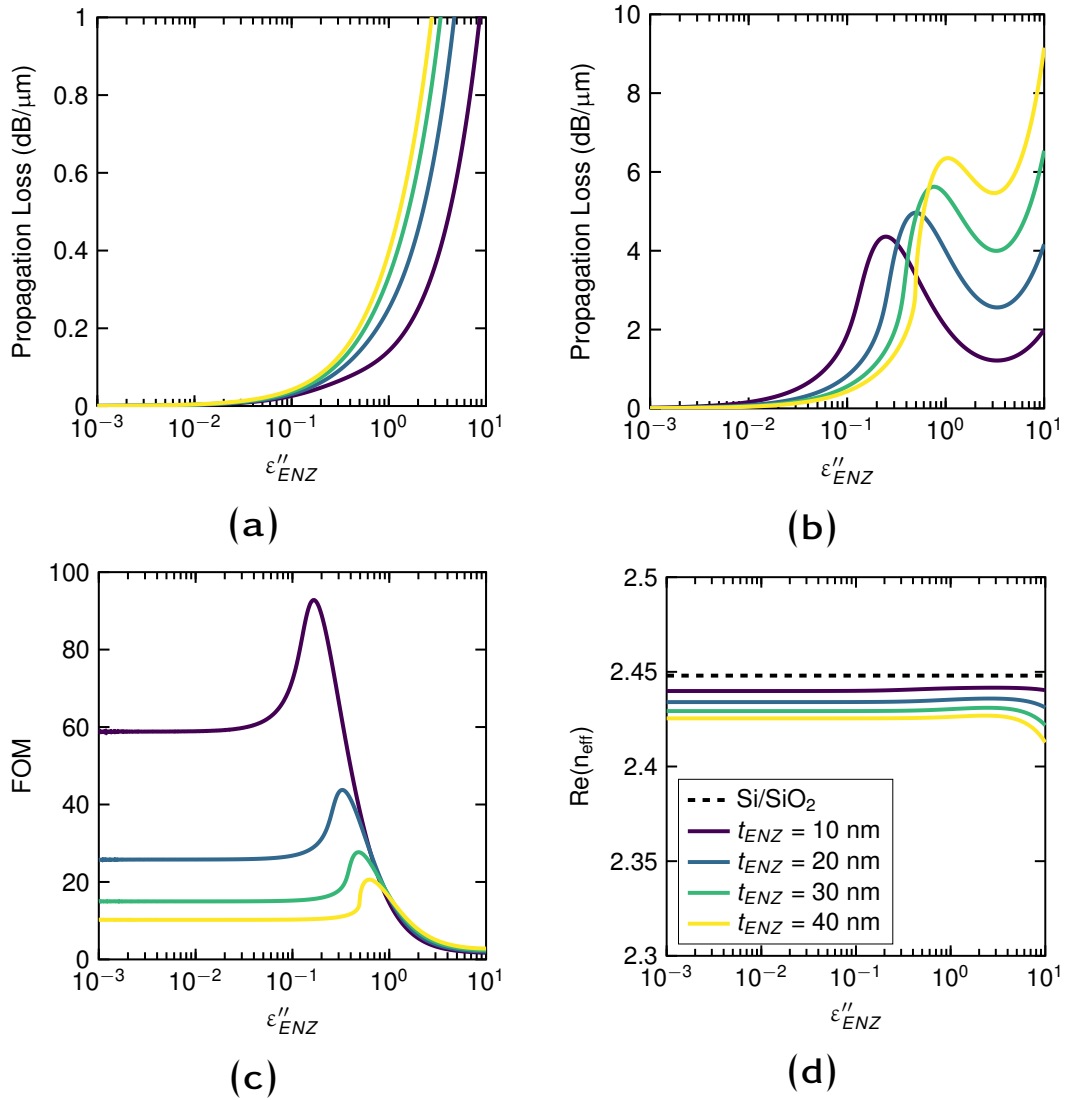 1
0.8
0.6
0.4
0.2
0
Propagation Loss (dB/μm)
10⁻³ 10⁻² 10⁻¹ 10⁰ 10¹
ε″ENZ
(a)
10
8
6
4
2
0
Propagation Loss (dB/μm)
10⁻³ 10⁻² 10⁻¹ 10⁰ 10¹
ε″ENZ
(b)
100
80
60
40
20
0
FOM
10⁻³ 10⁻² 10⁻¹ 10⁰ 10¹
ε″ENZ
(c)
2.5
2.45
2.4
2.35
2.3
Re(neff)
Si/SiO₂
tENZ = 10 nm
tENZ = 20 nm
tENZ = 30 nm
tENZ = 40 nm
10⁻³ 10⁻² 10⁻¹ 10⁰ 10¹
ε″ENZ
(d)